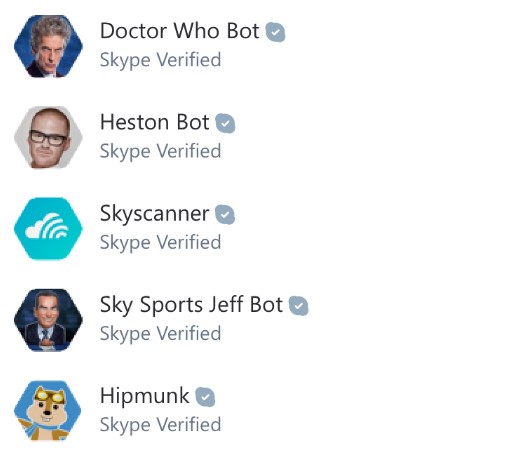 Doctor Who Bot
Skype Verified
Heston Bot
Skype Verified
Skyscanner
Skype Verified
Sky Sports Jeff Bot
Skype Verified
Hipmunk
Skype Verified